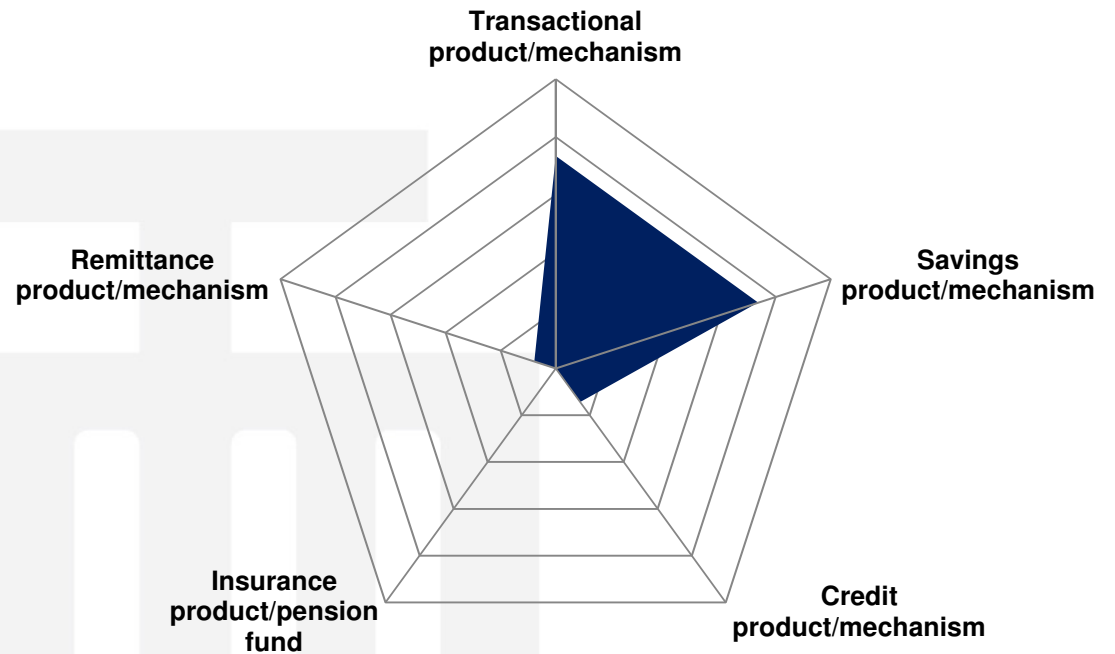 Transactional
product/mechanism
Remittance
product/mechanism
Savings
product/mechanism
Insurance
product/pension
fund
Credit
product/mechanism